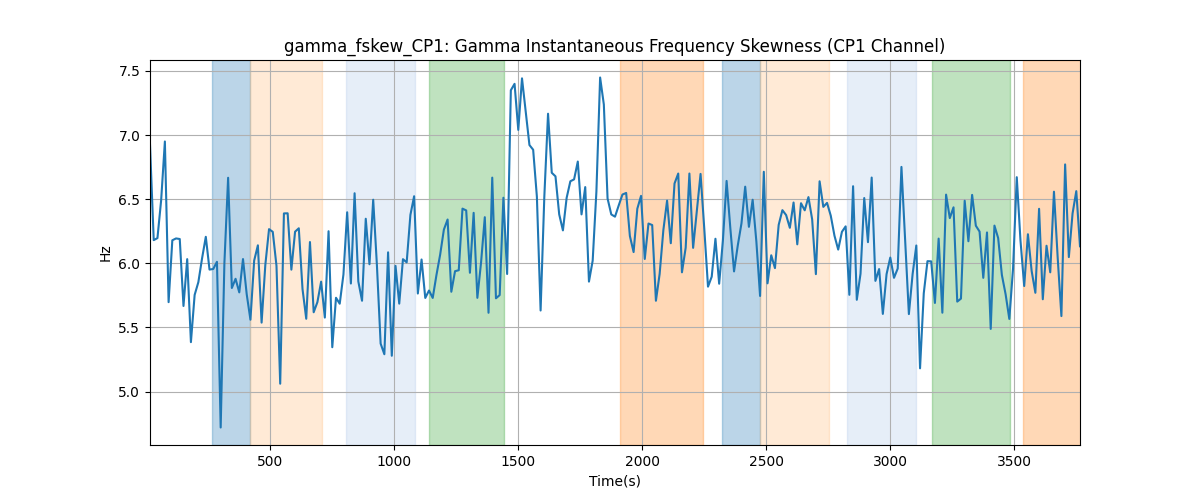 gamma_fskew_CP1: Gamma Instantaneous Frequency Skewness (CP1 Channel)
7.5
7.0
6.5
6.0
5.5
5.0
Hz
500 1000 1500 2000 2500 3000 3500
Time(s)